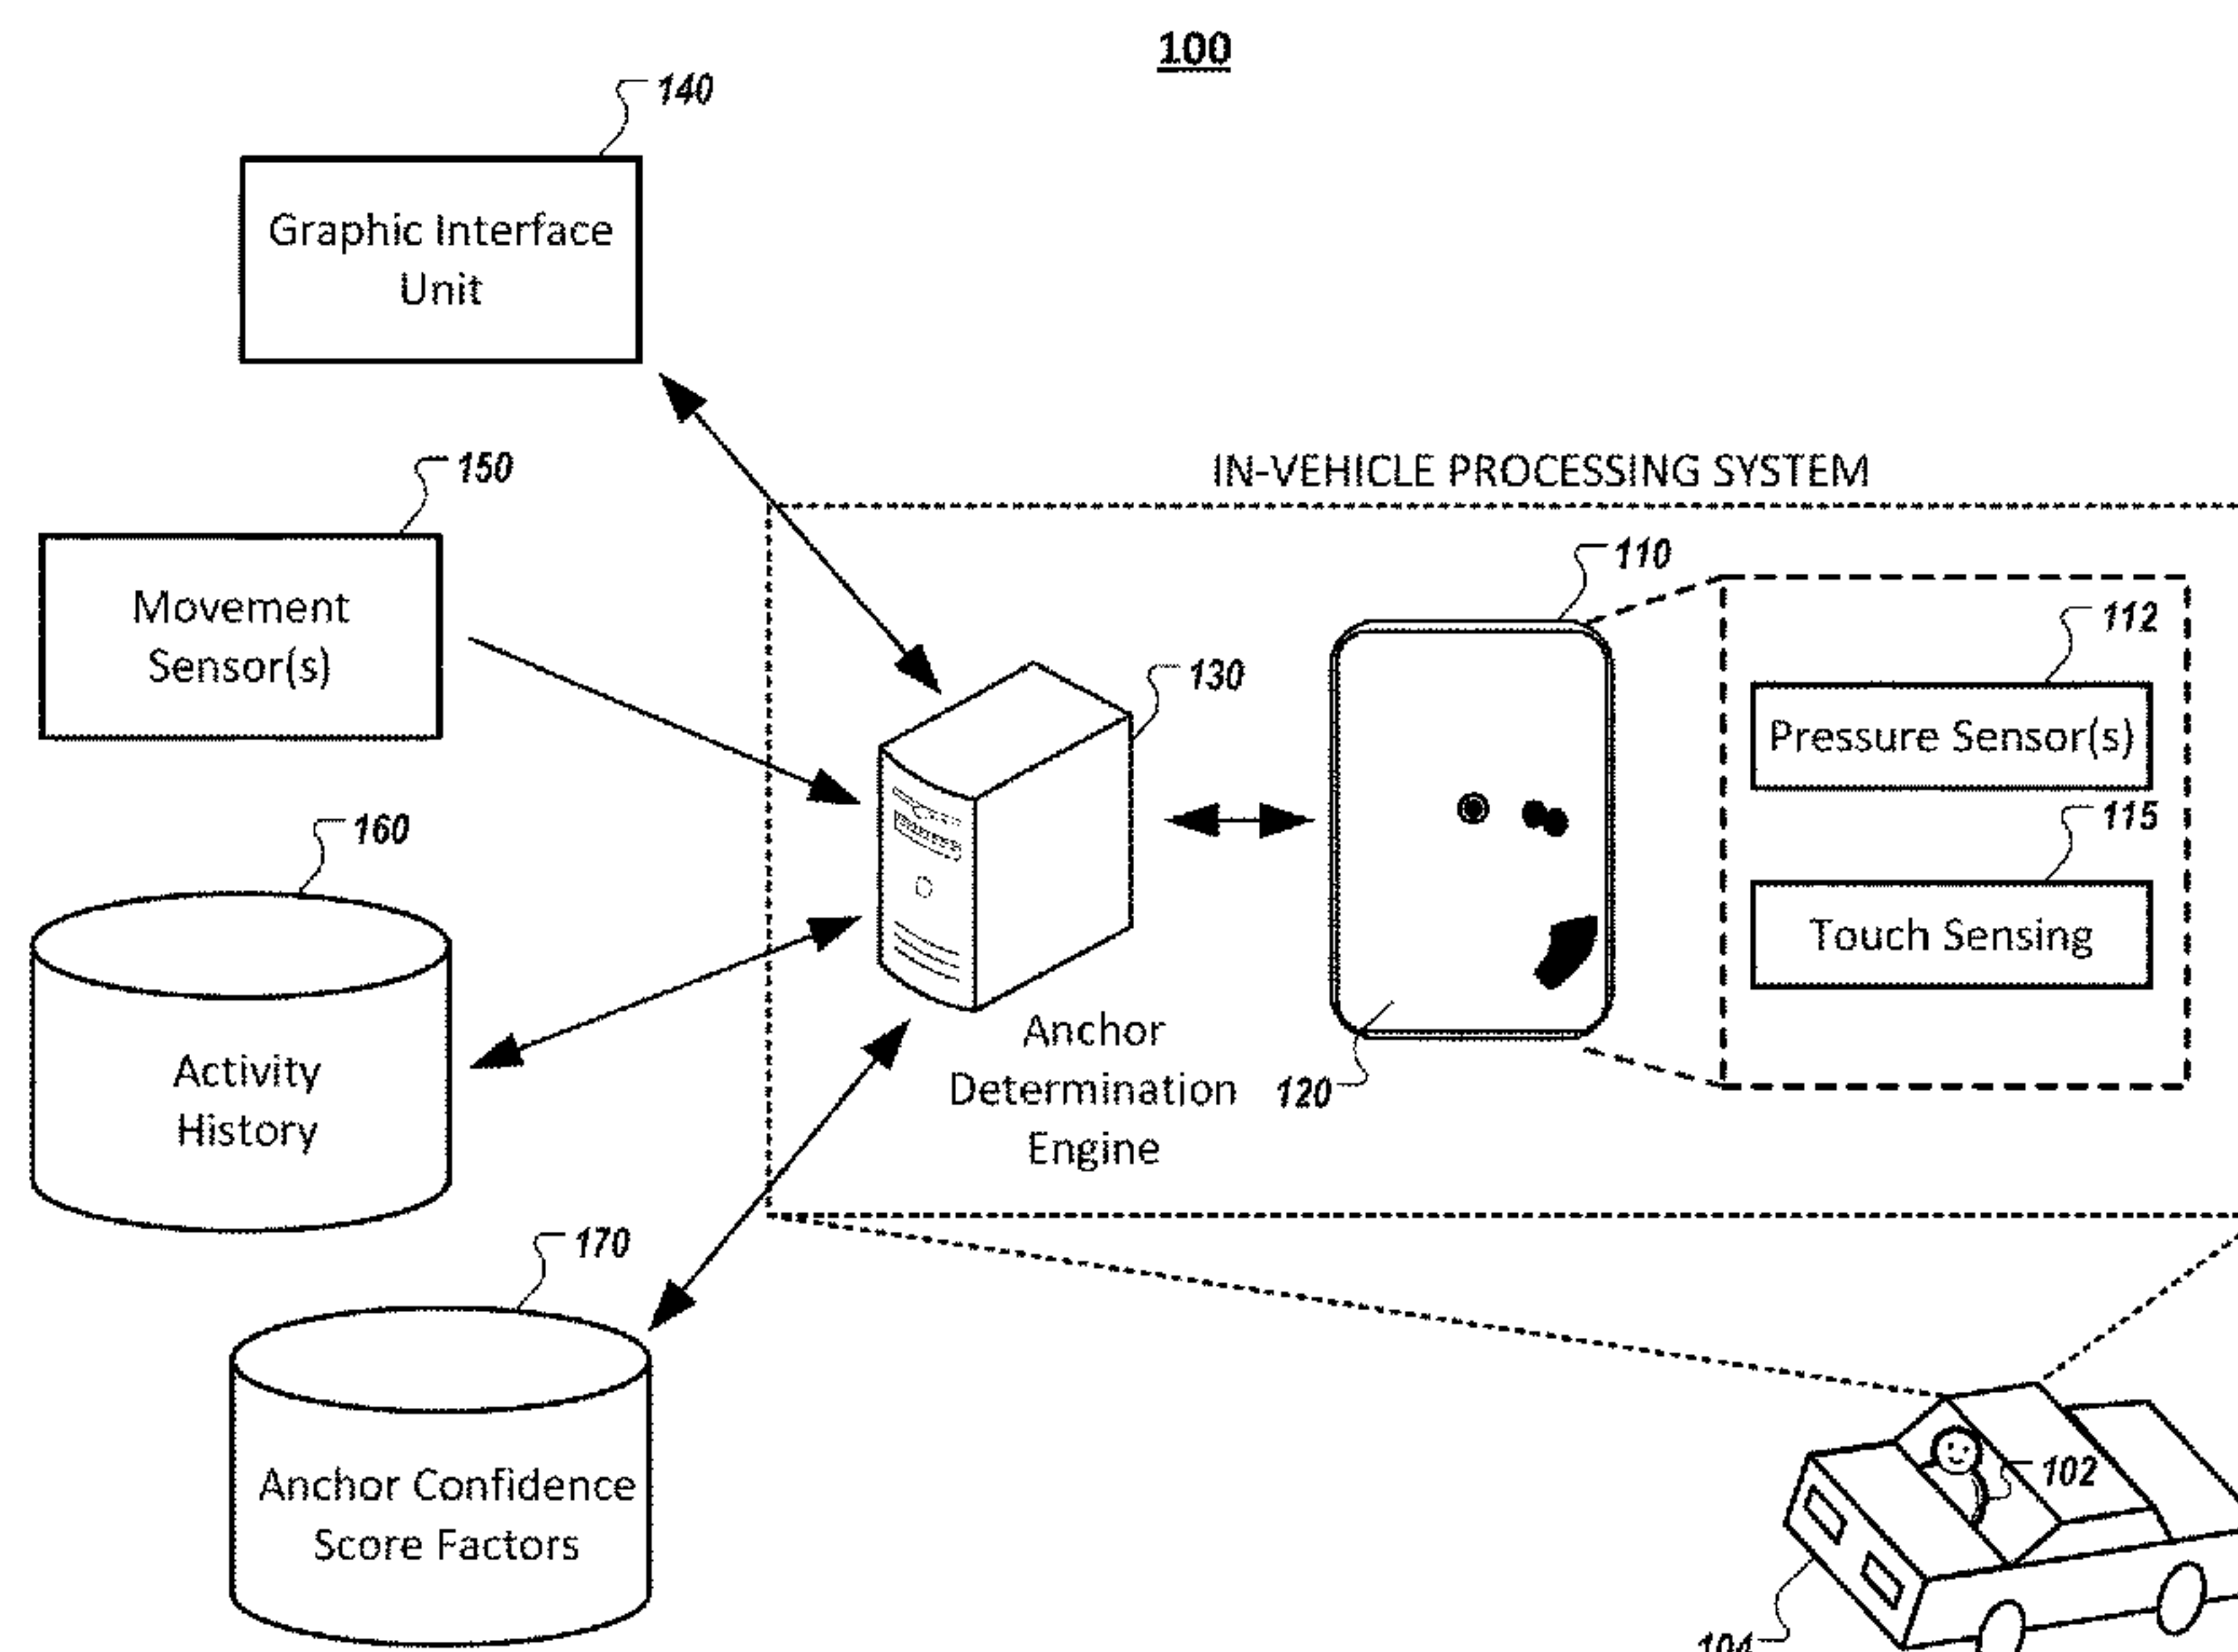 100
140
Graphic Interface
Unit
150
Movement
Sensor(s)
IN-VEHICLE PROCESSING SYSTEM
110
112
Pressure Sensor(s)
115
Touch Sensing
130
160
Activity
History
Anchor
Determination
Engine
120
170
Anchor Confidence
Score Factors
102
104